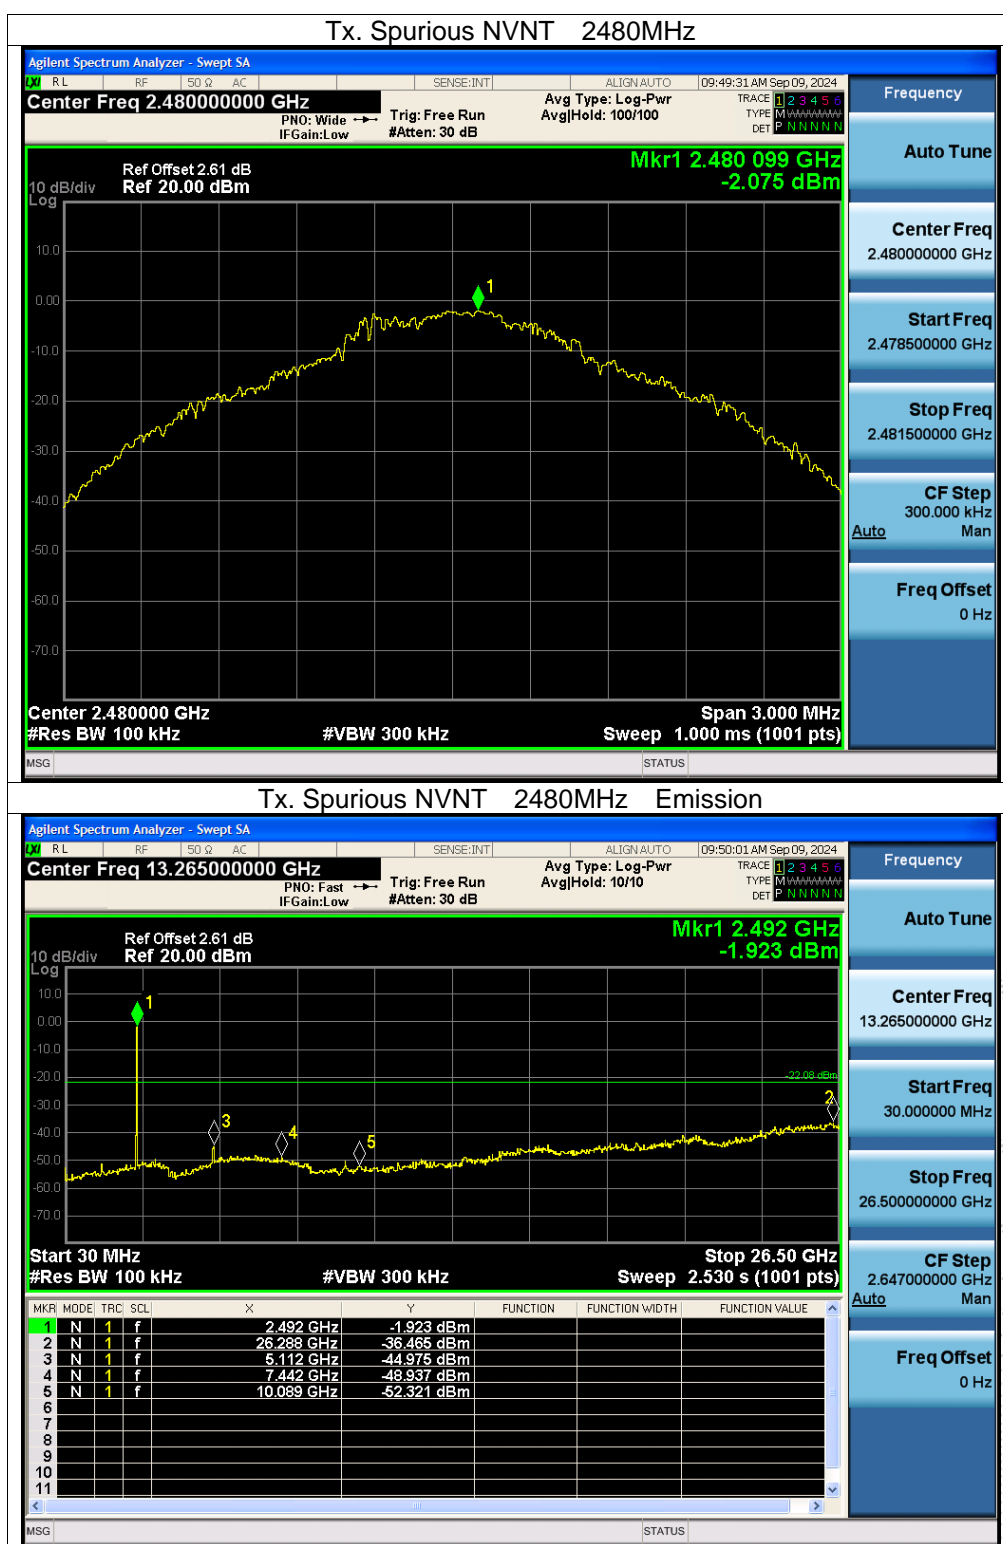 Tx. Spurious NVNT 2480MHz
Agilent Spectrum Analyzer - Swept SA
LXI RL RF 50 Ω AC SENSE:INT ALIGN AUTO 09:49:31 AM Sep 09, 2024
Center Freq 2.480000000 GHz
PNO: Wide
IFGain:Low
Trig: Free Run
#Atten: 30 dB
Avg Type: Log-Pwr
Avg|Hold: 100/100
TRACE 1 2 3 4 5 6
TYPE M
DET P N N N N N
Frequency
Mkr1 2.480 099 GHz
-2.075 dBm
Ref Offset 2.61 dB
10 dB/div Ref 20.00 dBm
Log
10.0
0.00
-10.0
-20.0
-30.0
-40.0
-50.0
-60.0
-70.0
1
Center 2.480000 GHz Span 3.000 MHz
#Res BW 100 kHz #VBW 300 kHz Sweep 1.000 ms (1001 pts)
MSG STATUS
Auto Tune
Center Freq
2.480000000 GHz
Start Freq
2.478500000 GHz
Stop Freq
2.481500000 GHz
CF Step
300.000 kHz
Auto Man
Freq Offset
0 Hz
Tx. Spurious NVNT 2480MHz Emission
Agilent Spectrum Analyzer - Swept SA
LXI RL RF 50 Ω AC SENSE:INT ALIGN AUTO 09:50:01 AM Sep 09, 2024
Center Freq 13.265000000 GHz
PNO: Fast
IFGain:Low
Trig: Free Run
#Atten: 30 dB
Avg Type: Log-Pwr
Avg|Hold: 10/10
TRACE 1 2 3 4 5 6
TYPE M
DET P N N N N N
Frequency
Mkr1 2.492 GHz
-1.923 dBm
Ref Offset 2.61 dB
10 dB/div Ref 20.00 dBm
Log
10.0
0.00
-10.0
-20.0
-30.0
-40.0
-50.0
-60.0
-70.0
-22.08 dBm
1
2
3
4
5
Start 30 MHz Stop 26.50 GHz
#Res BW 100 kHz #VBW 300 kHz Sweep 2.530 s (1001 pts)
MKR MODE TRC SCL X Y FUNCTION FUNCTION WIDTH FUNCTION VALUE
1 N 1 f 2.492 GHz -1.923 dBm
2 N 1 f 26.288 GHz -36.465 dBm
3 N 1 f 5.112 GHz -44.975 dBm
4 N 1 f 7.442 GHz -48.937 dBm
5 N 1 f 10.089 GHz -52.321 dBm
6
7
8
9
10
11
MSG STATUS
Auto Tune
Center Freq
13.265000000 GHz
Start Freq
30.000000 MHz
Stop Freq
26.500000000 GHz
CF Step
2.647000000 GHz
Auto Man
Freq Offset
0 Hz